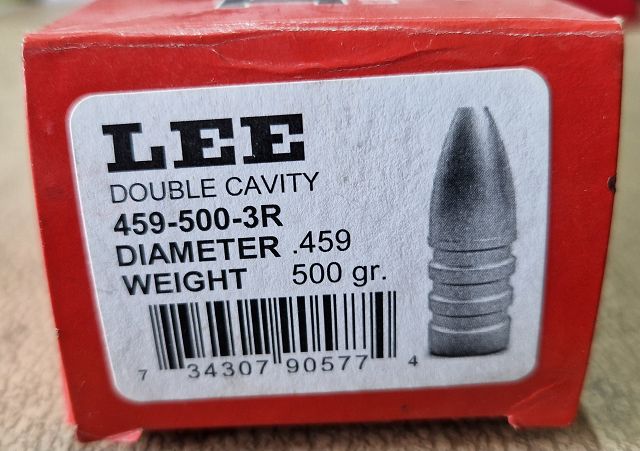 LEE
DOUBLE CAVITY
459-500-3R
DIAMETER .459
WEIGHT 500 gr.
7 34307 90577 4